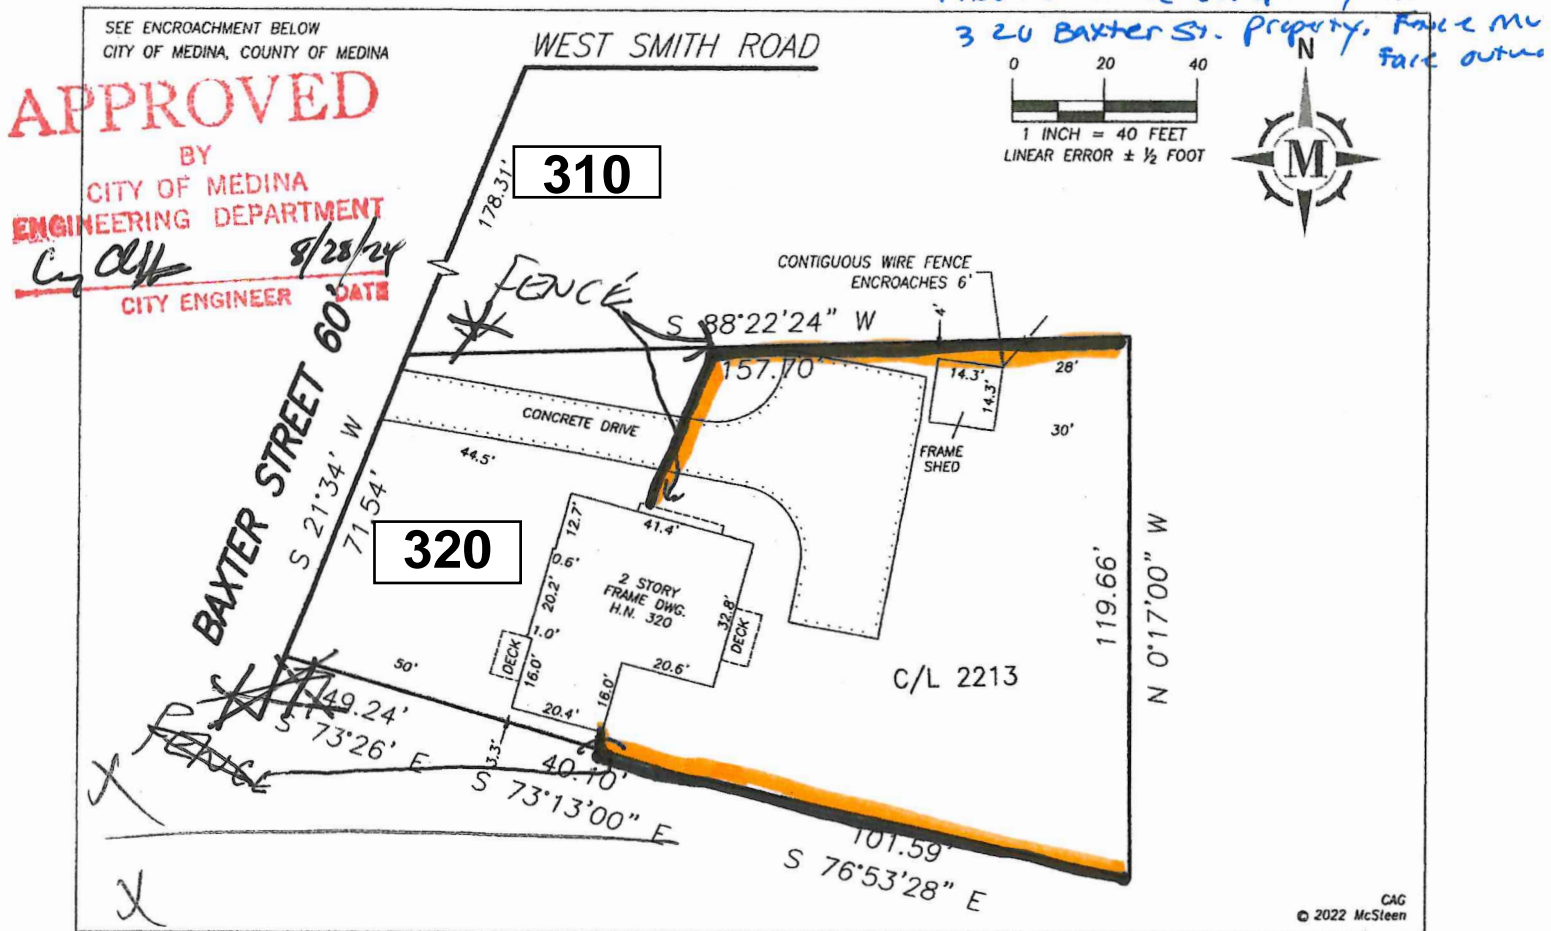 3 20 Baxter St. Property. Fence Mu
Face outwa
SEE ENCROACHMENT BELOW
CITY OF MEDINA, COUNTY OF MEDINA
WEST SMITH ROAD
N
0 20 40
1 INCH = 40 FEET
LINEAR ERROR ± ½ FOOT
M
APPROVED
BY
CITY OF MEDINA
ENGINEERING DEPARTMENT
8/28/24
CITY ENGINEER DATE
310
178.31'
FENCE
CONTIGUOUS WIRE FENCE
ENCROACHES 6'
4'
S 88°22'24" W
157.70'
14.3'
14.3'
28'
30'
FRAME
SHED
CONCRETE DRIVE
44.5'
BAXTER STREET 60'
S 21°34' W
71.54'
320
12.7'
41.4'
0.6'
20.2'
2 STORY
FRAME DWG.
H.N. 320
32.8'
1.0'
DECK
DECK
16.0'
20.6'
16.0'
20.4'
50'
3.3'
119.66'
N 0°17'00" W
C/L 2213
49.24'
S 73°26' E
40.10'
S 73°13'00" E
101.59'
S 76°53'28" E
X
X
CAG
© 2022 McSteen